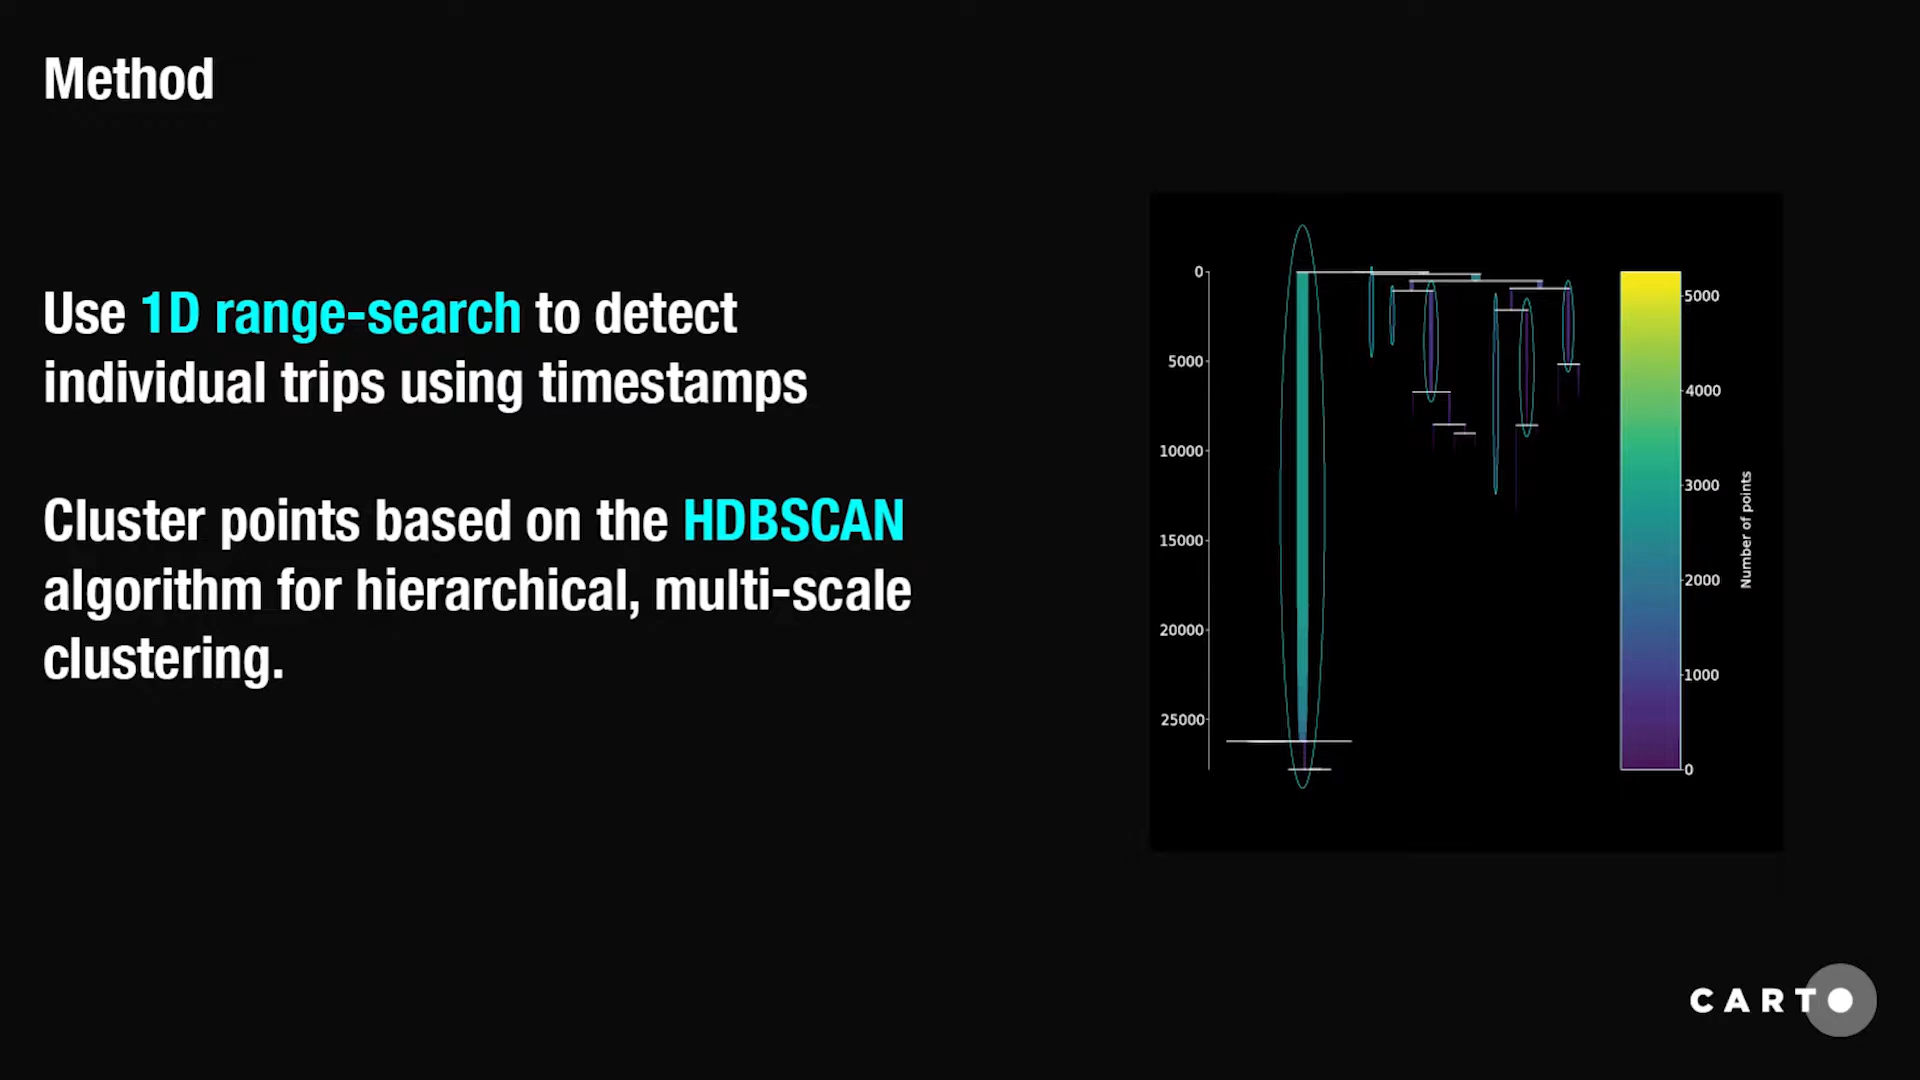 Method
Use 1D range-search to detect
individual trips using timestamps
Cluster points based on the HDBSCAN
algorithm for hierarchical, multi-scale
clustering.
0
5000
10000
15000
20000
25000
5000
4000
3000
2000
1000
0
Number of points
CARTO